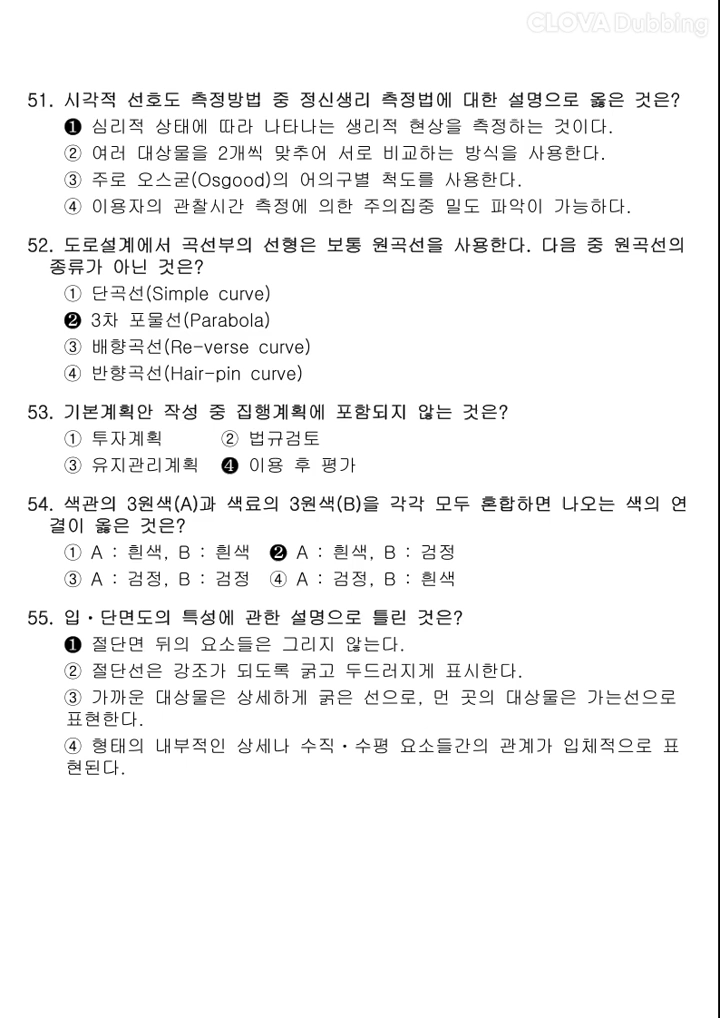 CLOVA Dubbing
51. 시각적 선호도 측정방법 중 정신생리 측정법에 대한 설명으로 옳은 것은?
❶ 심리적 상태에 따라 나타나는 생리적 현상을 측정하는 것이다.
② 여러 대상물을 2개씩 맞추어 서로 비교하는 방식을 사용한다.
③ 주로 오스굳(Osgood)의 어의구별 척도를 사용한다.
④ 이용자의 관찰시간 측정에 의한 주의집중 밀도 파악이 가능하다.
52. 도로설계에서 곡선부의 선형은 보통 원곡선을 사용한다. 다음 중 원곡선의
종류가 아닌 것은?
① 단곡선(Simple curve)
❷ 3차 포물선(Parabola)
③ 배향곡선(Re-verse curve)
④ 반향곡선(Hair-pin curve)
53. 기본계획안 작성 중 집행계획에 포함되지 않는 것은?
① 투자계획 ② 법규검토
③ 유지관리계획 ❹ 이용 후 평가
54. 색관의 3원색(A)과 색료의 3원색(B)을 각각 모두 혼합하면 나오는 색의 연
결이 옳은 것은?
① A : 흰색, B : 흰색 ❷ A : 흰색, B : 검정
③ A : 검정, B : 검정 ④ A : 검정, B : 흰색
55. 입·단면도의 특성에 관한 설명으로 틀린 것은?
❶ 절단면 뒤의 요소들은 그리지 않는다.
② 절단선은 강조가 되도록 굵고 두드러지게 표시한다.
③ 가까운 대상물은 상세하게 굵은 선으로, 먼 곳의 대상물은 가는선으로
표현한다.
④ 형태의 내부적인 상세나 수직·수평 요소들간의 관계가 입체적으로 표
현된다.